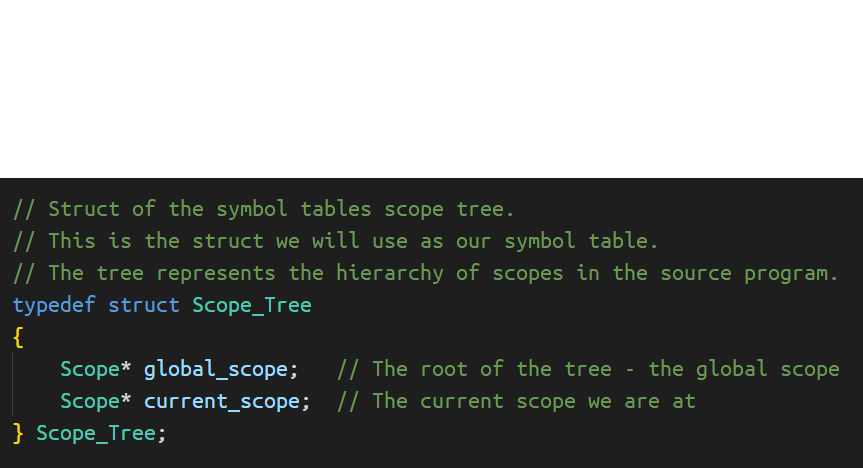 // Struct of the symbol tables scope tree.
// This is the struct we will use as our symbol table.
// The tree represents the hierarchy of scopes in the source program.
typedef struct Scope_Tree
{
    Scope* global_scope;   // The root of the tree - the global scope
    Scope* current_scope;  // The current scope we are at
} Scope_Tree;